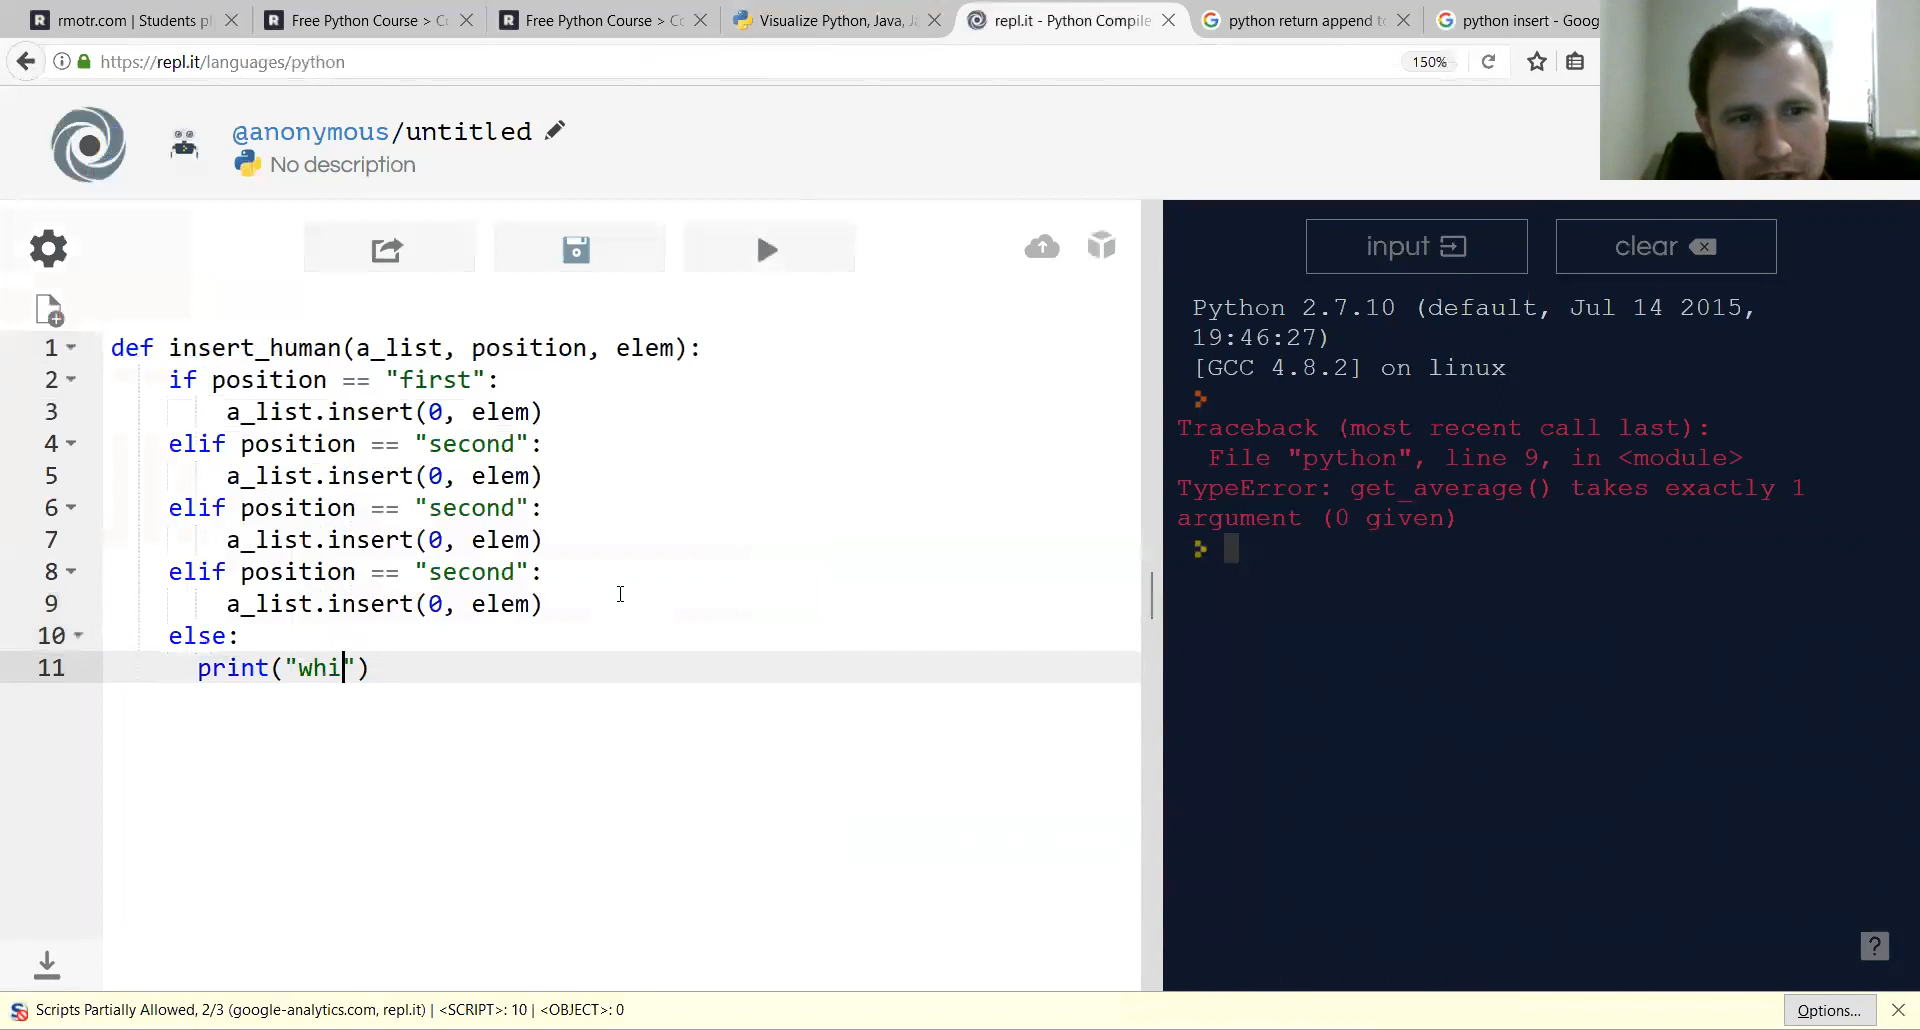 rmotr.com | Students pl
Free Python Course > Co
Free Python Course > Co
Visualize Python, Java, Ja
repl.it - Python Compile
python return append to
python insert - Goog
https://repl.it/languages/python
150%
@anonymous/untitled
No description
input
clear
1 def insert_human(a_list, position, elem):
2 if position == "first":
3 a_list.insert(0, elem)
4 elif position == "second":
5 a_list.insert(0, elem)
6 elif position == "second":
7 a_list.insert(0, elem)
8 elif position == "second":
9 a_list.insert(0, elem)
10 else:
11 print("whi")
Python 2.7.10 (default, Jul 14 2015,
19:46:27)
[GCC 4.8.2] on linux
Traceback (most recent call last):
File "python", line 9, in <module>
TypeError: get_average() takes exactly 1
argument (0 given)
?
Scripts Partially Allowed, 2/3 (google-analytics.com, repl.it) | <SCRIPT>: 10 | <OBJECT>: 0
Options...